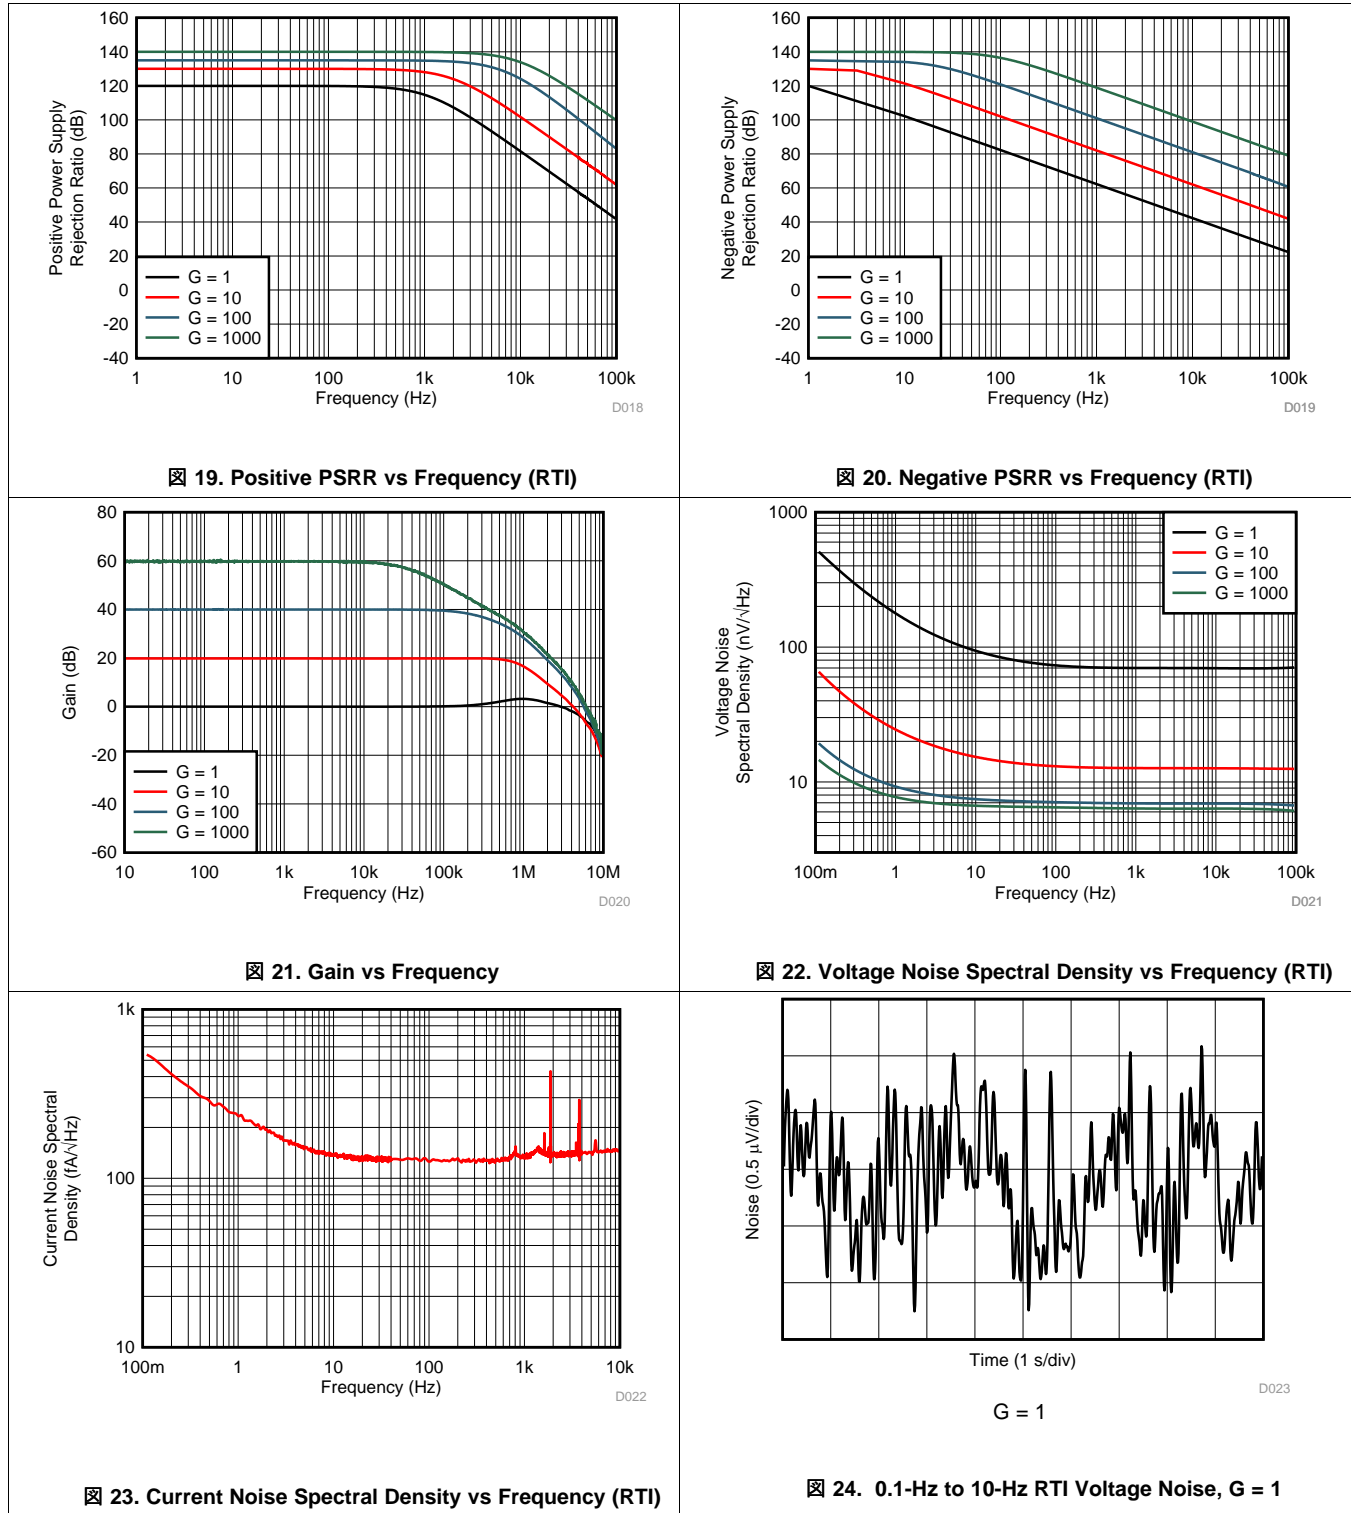 160
140
120
100
80
60
40
20
0
-20
-40
Positive Power Supply
Rejection Ratio (dB)
G = 1
G = 10
G = 100
G = 1000
1 10 100 1k 10k 100k
Frequency (Hz)
D018
図 19. Positive PSRR vs Frequency (RTI)
160
140
120
100
80
60
40
20
0
-20
-40
Negative Power Supply
Rejection Ratio (dB)
G = 1
G = 10
G = 100
G = 1000
1 10 100 1k 10k 100k
Frequency (Hz)
D019
図 20. Negative PSRR vs Frequency (RTI)
80
60
40
20
0
-20
-40
-60
Gain (dB)
G = 1
G = 10
G = 100
G = 1000
10 100 1k 10k 100k 1M 10M
Frequency (Hz)
D020
図 21. Gain vs Frequency
1000
100
10
Voltage Noise
Spectral Density (nV/√Hz)
G = 1
G = 10
G = 100
G = 1000
100m 1 10 100 1k 10k 100k
Frequency (Hz)
D021
図 22. Voltage Noise Spectral Density vs Frequency (RTI)
1k
100
10
Current Noise Spectral
Density (fA/√Hz)
100m 1 10 100 1k 10k
Frequency (Hz)
D022
図 23. Current Noise Spectral Density vs Frequency (RTI)
Noise (0.5 μV/div)
Time (1 s/div)
D023
G = 1
図 24. 0.1-Hz to 10-Hz RTI Voltage Noise, G = 1